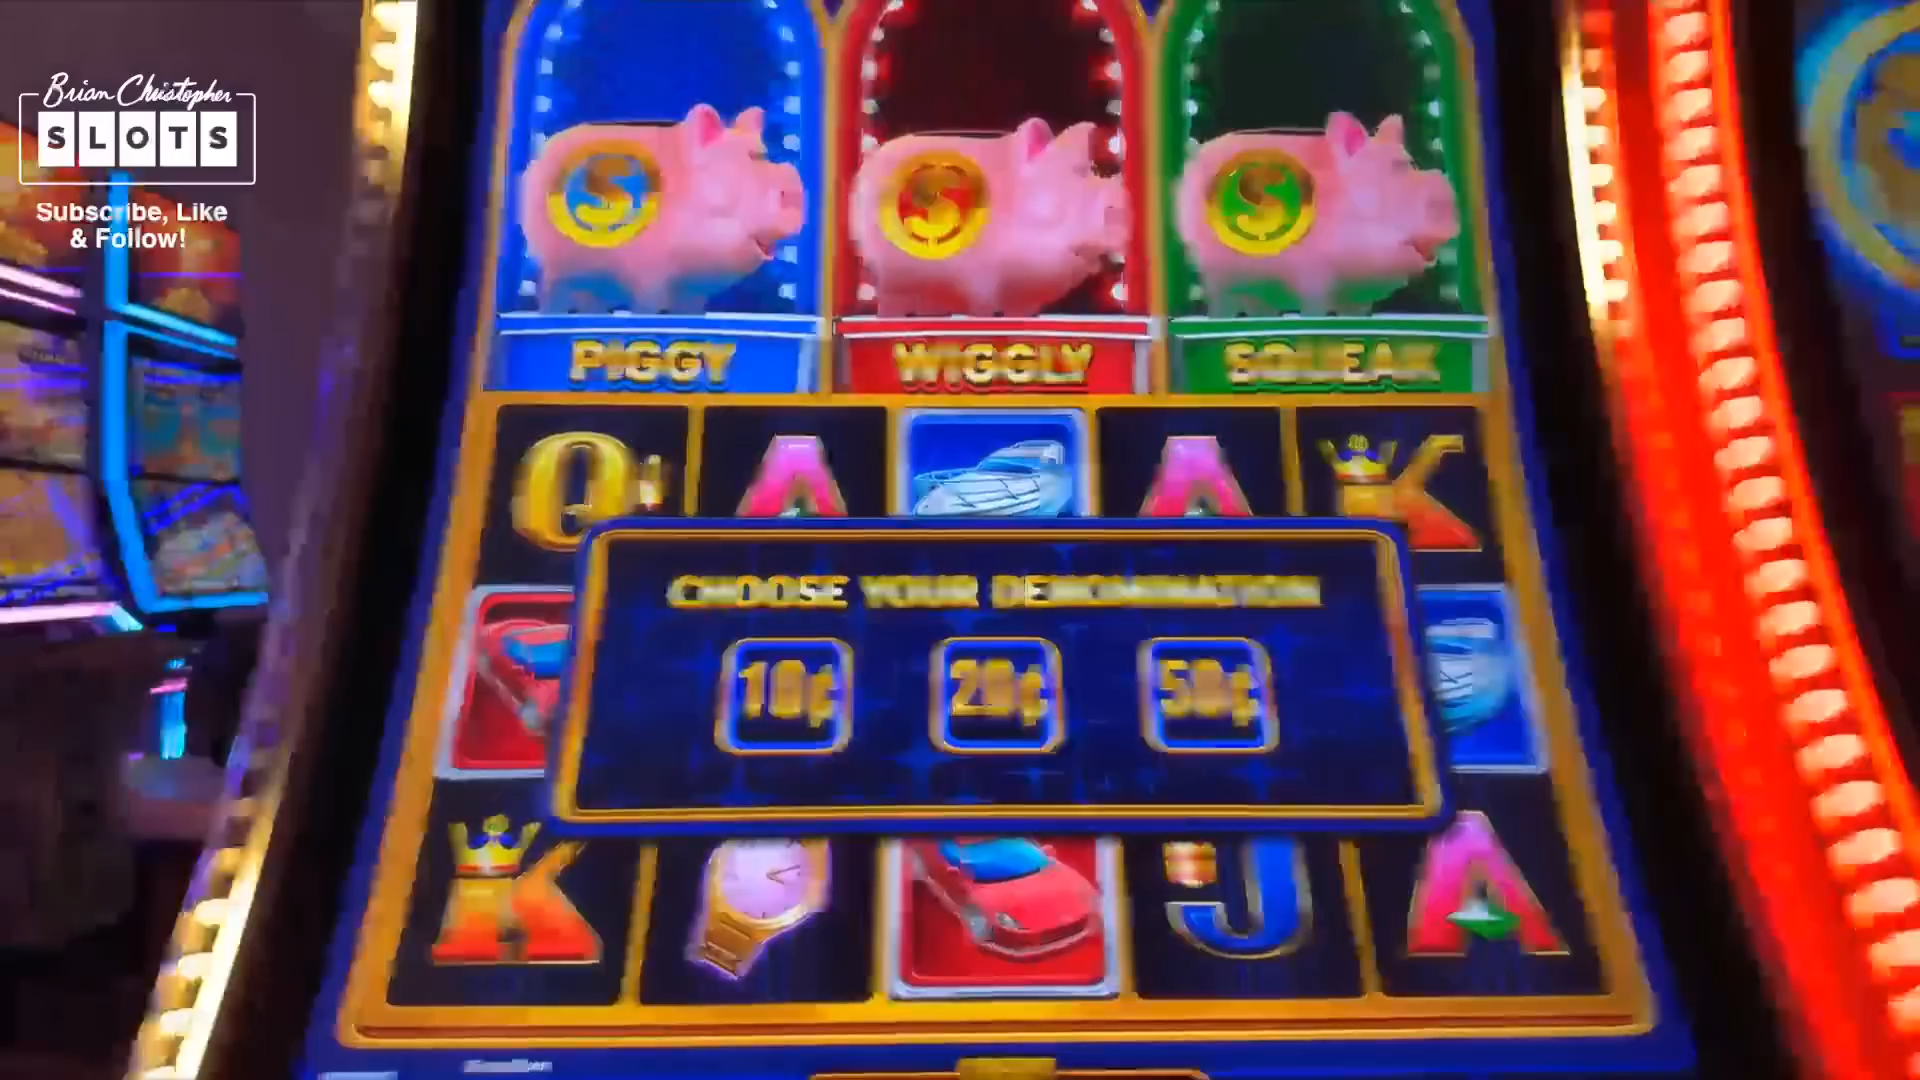 Brian Christopher
SLOTS
Subscribe, Like
& Follow!
PIGGY
WIGGLY
SQUEAK
Q A A K
CHOOSE YOUR DENOMINATION
10¢ 20¢ 50¢
K J A